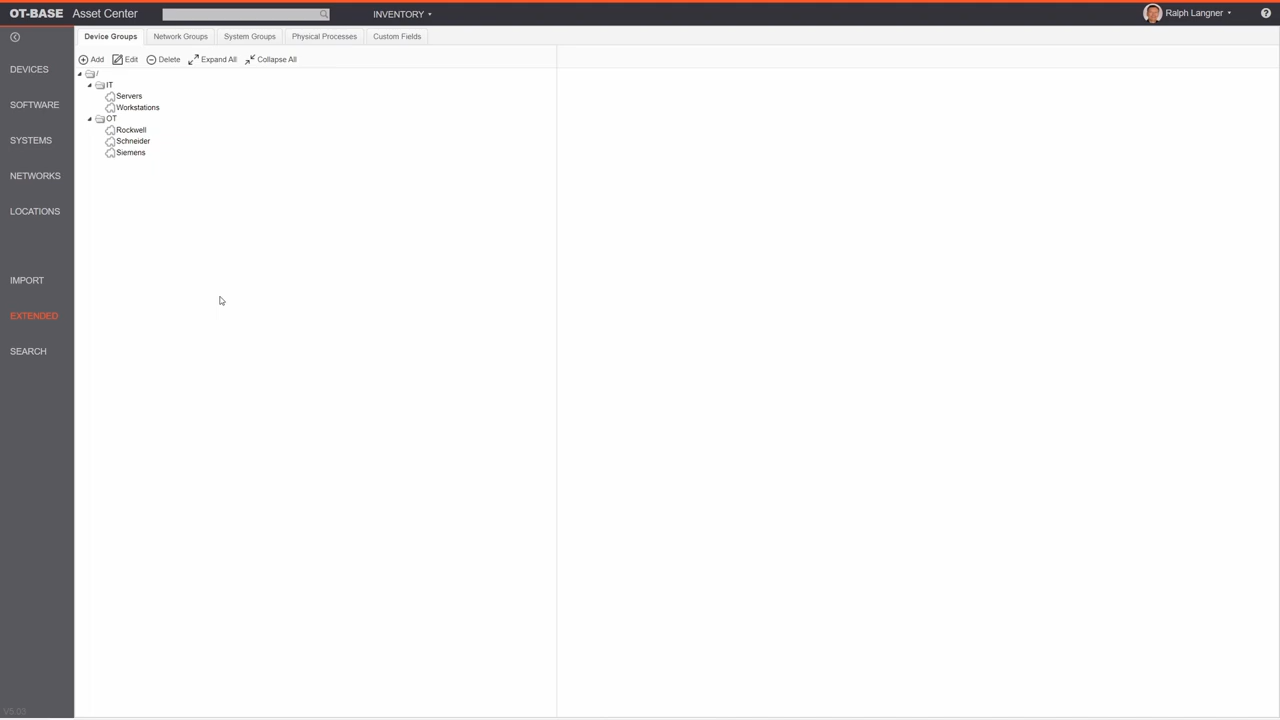 OT-BASE Asset Center INVENTORY Ralph Langner ?
Device Groups Network Groups System Groups Physical Processes Custom Fields
Add Edit Delete Expand All Collapse All
/
IT
Servers
Workstations
OT
Rockwell
Schneider
Siemens
DEVICES
SOFTWARE
SYSTEMS
NETWORKS
LOCATIONS
IMPORT
EXTENDED
SEARCH
V5.03